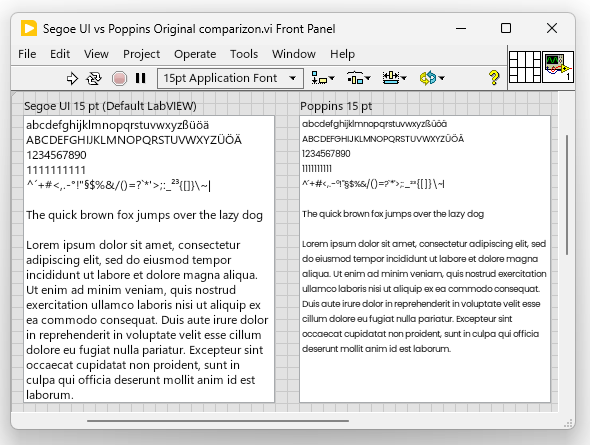 Segoe UI vs Poppins Original comparizon.vi Front Panel
File Edit View Project Operate Tools Window Help
15pt Application Font
1
Segoe UI 15 pt (Default LabVIEW)
abcdefghijklmnopqrstuvwxyzßüöä
ABCDEFGHIJKLMNOPQRSTUVWXYZÜÖÄ
1234567890
1111111111
^´+#<,.-°!"§$%&/()=?`*'>;:_²³{[]}\~|
The quick brown fox jumps over the lazy dog
Lorem ipsum dolor sit amet, consectetur
adipiscing elit, sed do eiusmod tempor
incididunt ut labore et dolore magna aliqua.
Ut enim ad minim veniam, quis nostrud
exercitation ullamco laboris nisi ut aliquip ex
ea commodo consequat. Duis aute irure dolor
in reprehenderit in voluptate velit esse cillum
dolore eu fugiat nulla pariatur. Excepteur sint
occaecat cupidatat non proident, sunt in
culpa qui officia deserunt mollit anim id est
laborum.
Poppins 15 pt
abcdefghijklmnopqrstuvwxyzßüöä
ABCDEFGHIJKLMNOPQRSTUVWXYZÜÖÄ
1234567890
1111111111
^´+#<,.-°!"§$%&/()=?`*'>;:_²³{[]}\~|
The quick brown fox jumps over the lazy dog
Lorem ipsum dolor sit amet, consectetur adipiscing elit, sed
do eiusmod tempor incididunt ut labore et dolore magna
aliqua. Ut enim ad minim veniam, quis nostrud exercitation
ullamco laboris nisi ut aliquip ex ea commodo consequat.
Duis aute irure dolor in reprehenderit in voluptate velit esse
cillum dolore eu fugiat nulla pariatur. Excepteur sint
occaecat cupidatat non proident, sunt in culpa qui officia
deserunt mollit anim id est laborum.